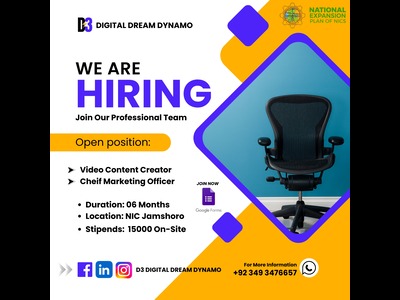 D3 DIGITAL DREAM DYNAMO
NATIONAL
EXPANSION
PLAN OF NICS
WE ARE
HIRING
Join Our Professional Team
Open position:
Video Content Creator
Cheif Marketing Officer
Duration: 06 Months
Location: NIC Jamshoro
Stipends: 15000 On-Site
JOIN NOW
Google Forms
D3 DIGITAL DREAM DYNAMO
For More Information
+92 349 3476657